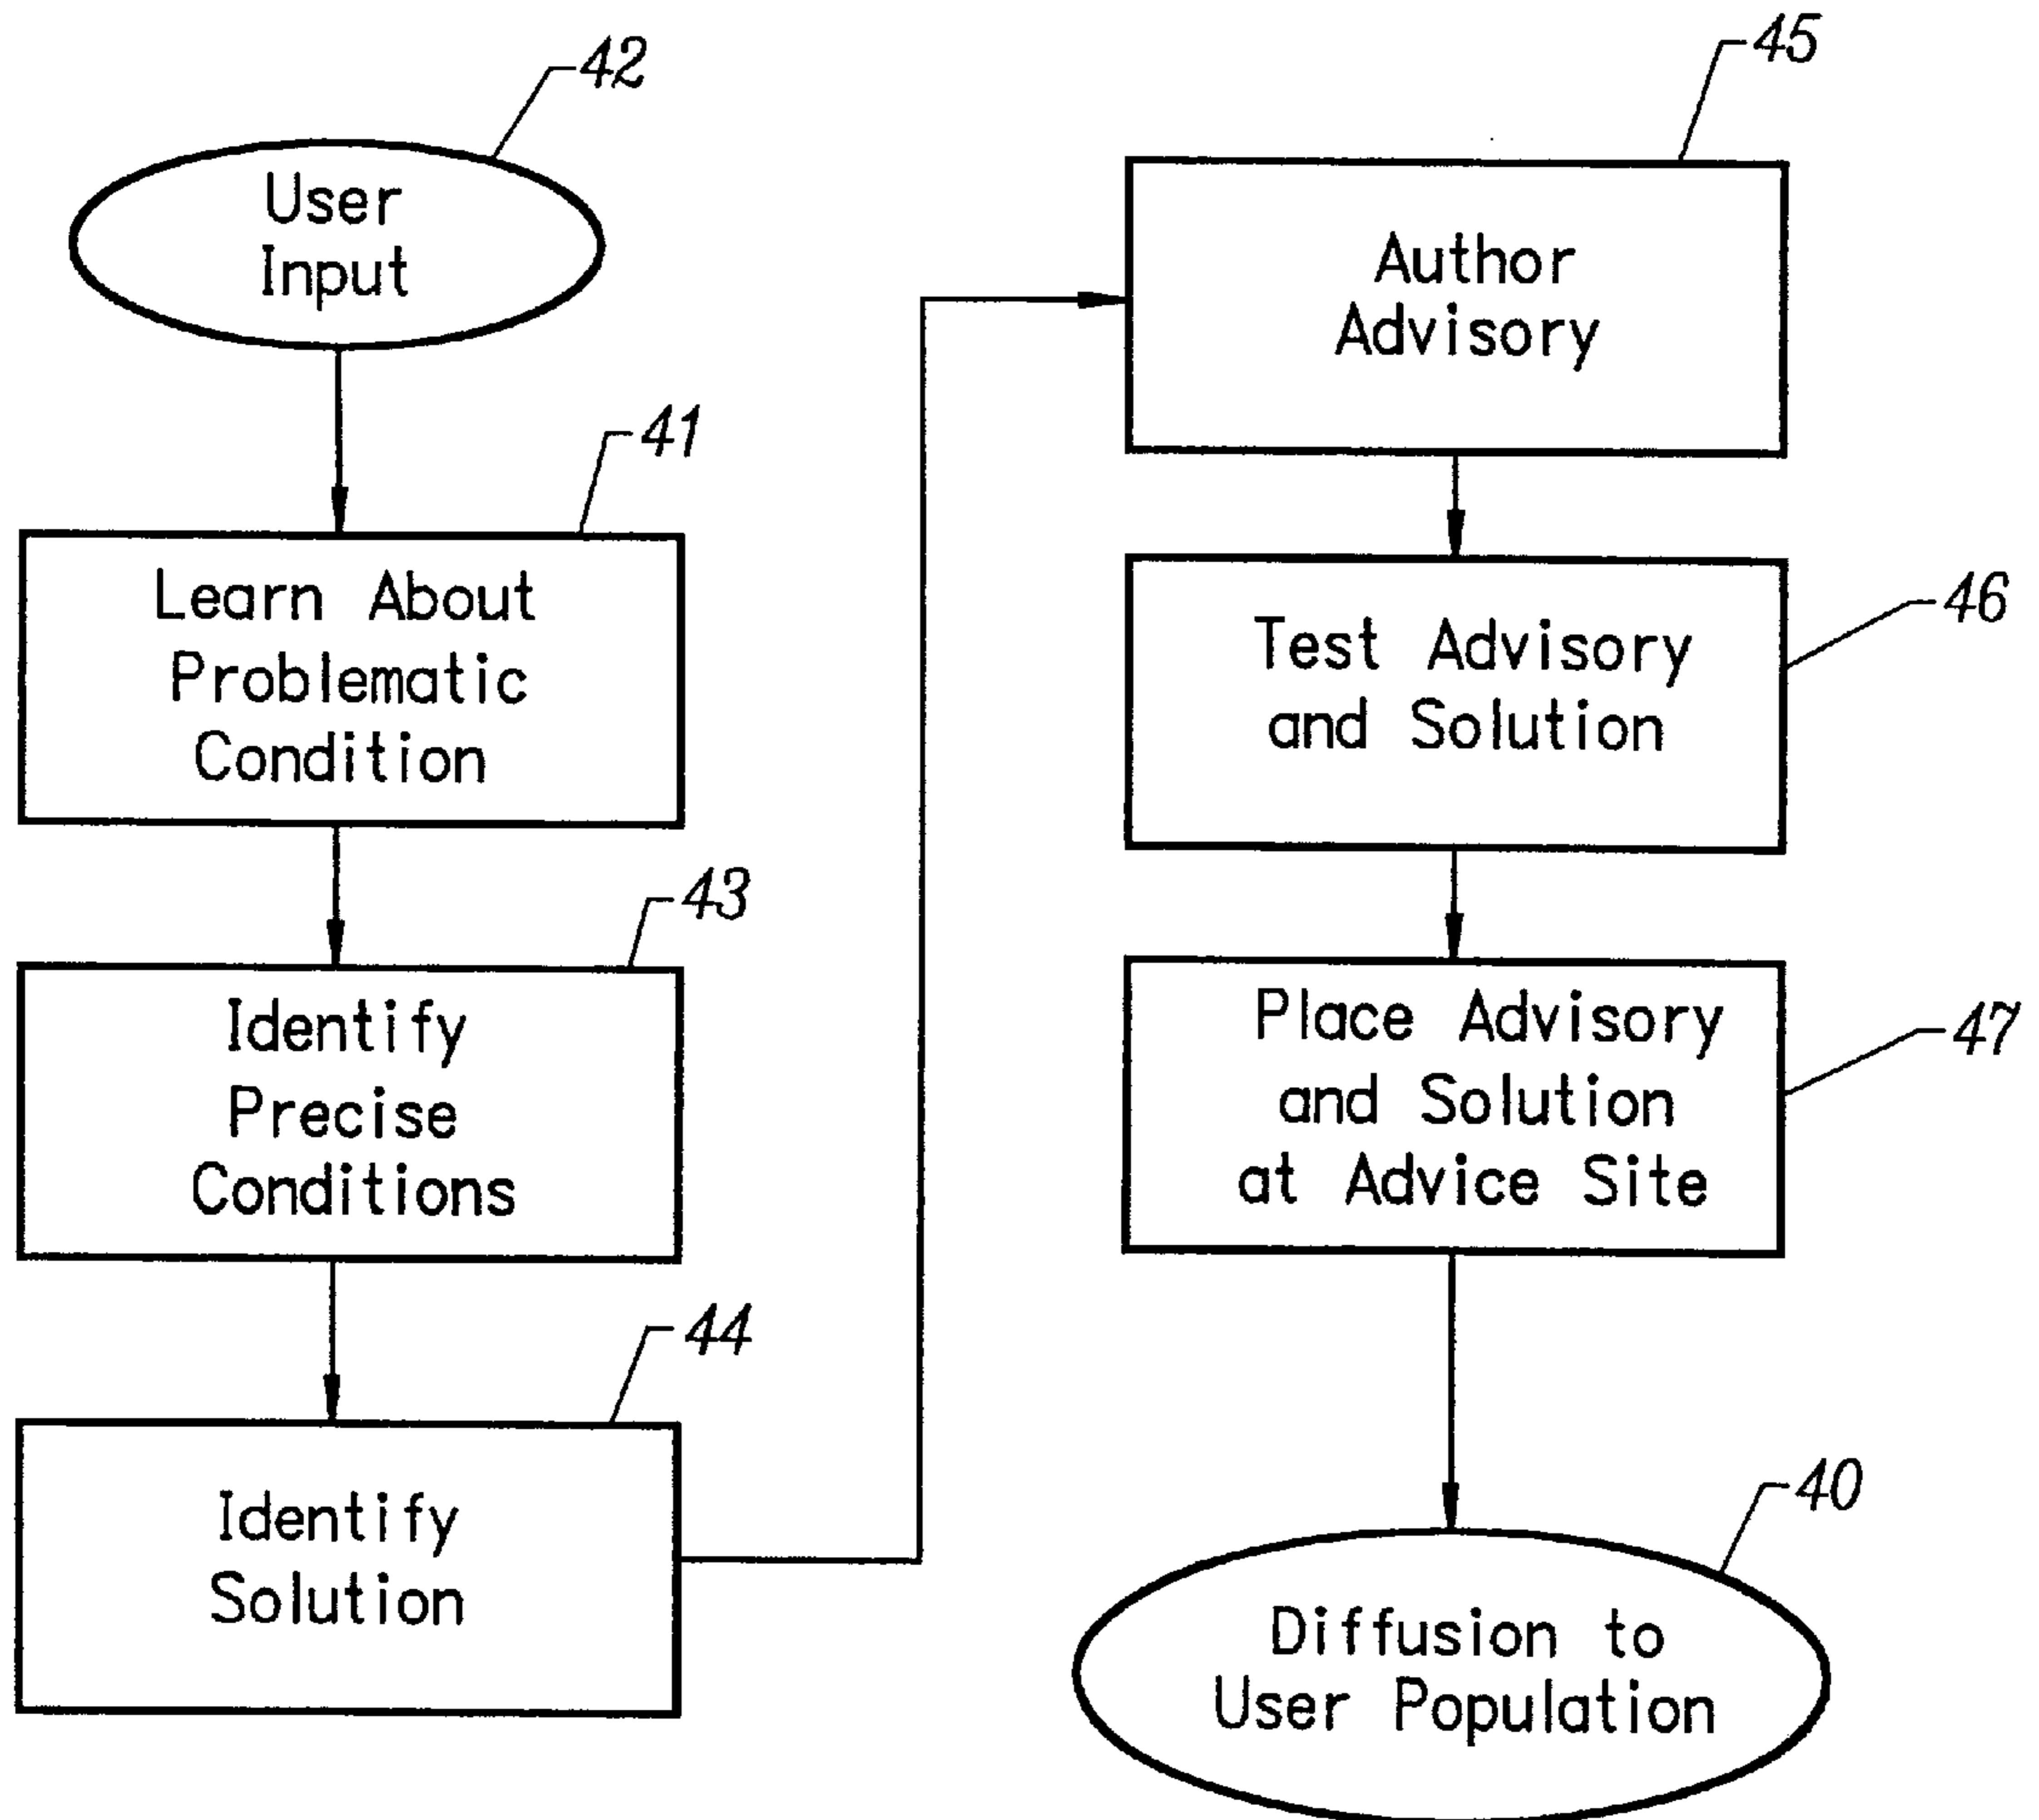 42
User
Input
41
Learn About
Problematic
Condition
43
Identify
Precise
Conditions
44
Identify
Solution
45
Author
Advisory
46
Test Advisory
and Solution
47
Place Advisory
and Solution
at Advice Site
40
Diffusion to
User Population